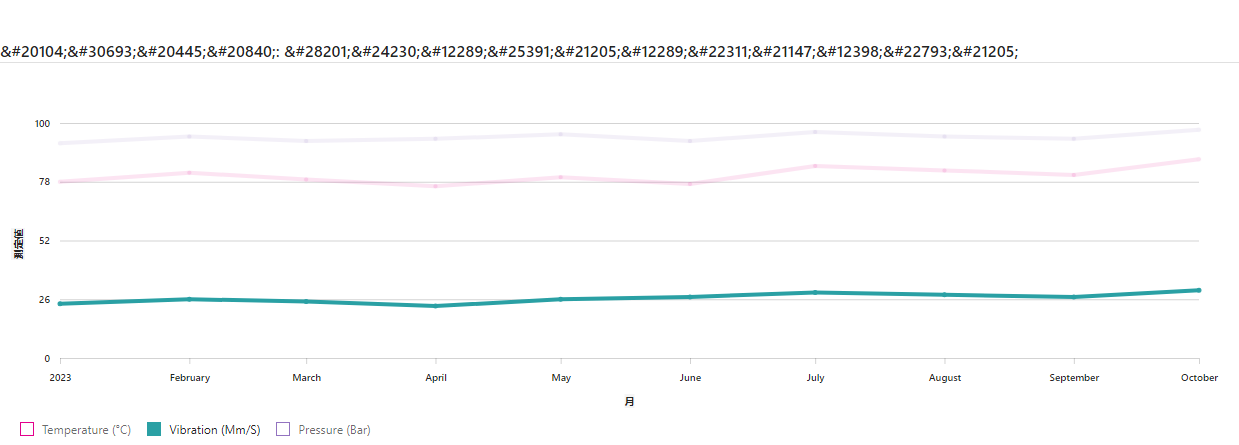 &#20104;&#30693;&#20445;&#20840;: &#28201;&#24230;&#12289;&#25391;&#21205;&#12289;&#22311;&#21147;&#12398;&#22793;&#21205;
100
78
52
26
0
測定値
2023 February March April May June July August September October
月
Temperature (°C) Vibration (Mm/S) Pressure (Bar)